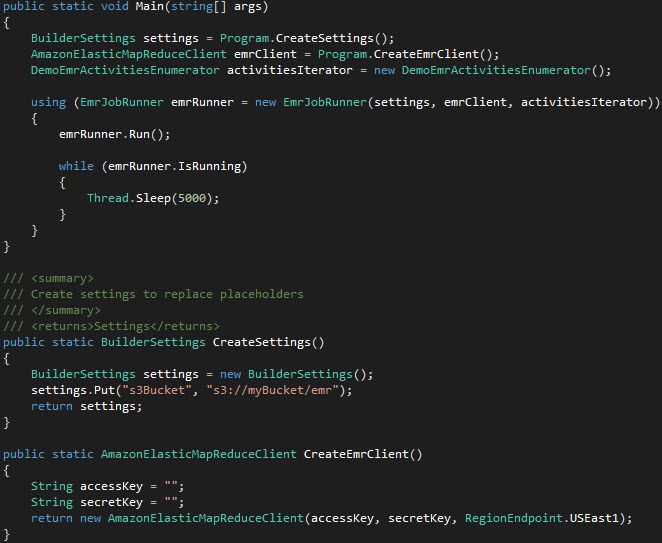 public static void Main(string[] args)
{
    BuilderSettings settings = Program.CreateSettings();
    AmazonElasticMapReduceClient emrClient = Program.CreateEmrClient();
    DemoEmrActivitiesEnumerator activitiesIterator = new DemoEmrActivitiesEnumerator();

    using (EmrJobRunner emrRunner = new EmrJobRunner(settings, emrClient, activitiesIterator))
    {
        emrRunner.Run();

        while (emrRunner.IsRunning)
        {
            Thread.Sleep(5000);
        }
    }
}

/// <summary>
/// Create settings to replace placeholders
/// </summary>
/// <returns>Settings</returns>
public static BuilderSettings CreateSettings()
{
    BuilderSettings settings = new BuilderSettings();
    settings.Put("s3Bucket", "s3://myBucket/emr");
    return settings;
}

public static AmazonElasticMapReduceClient CreateEmrClient()
{
    String accessKey = "";
    String secretKey = "";
    return new AmazonElasticMapReduceClient(accessKey, secretKey, RegionEndpoint.USEast1);
}